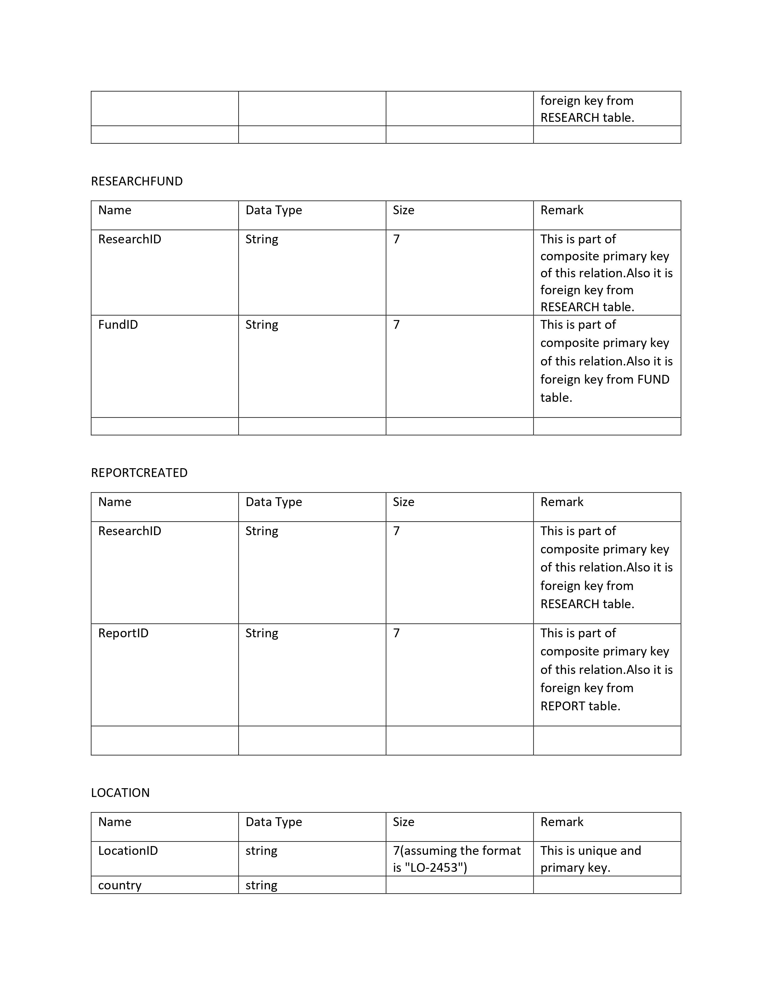 foreign key from
RESEARCH table.
RESEARCHFUND
Name Data Type Size Remark
ResearchID String 7 This is part of
composite primary key
of this relation.Also it is
foreign key from
RESEARCH table.
FundID String 7 This is part of
composite primary key
of this relation.Also it is
foreign key from FUND
table.
REPORTCREATED
Name Data Type Size Remark
ResearchID String 7 This is part of
composite primary key
of this relation.Also it is
foreign key from
RESEARCH table.
ReportID String 7 This is part of
composite primary key
of this relation.Also it is
foreign key from
REPORT table.
LOCATION
Name Data Type Size Remark
LocationID string 7(assuming the format This is unique and
is "LO-2453") primary key.
country string